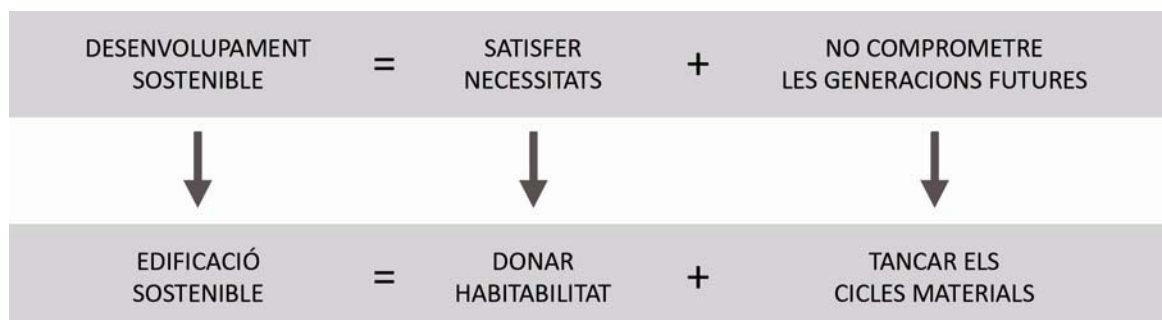 DESENVOLUPAMENT
SOSTENIBLE
=
SATISFER
NECESSITATS
+
NO COMPROMETRE
LES GENERACIONS FUTURES
EDIFICACIÓ
SOSTENIBLE
=
DONAR
HABITABILITAT
+
TANCAR ELS
CICLES MATERIALS